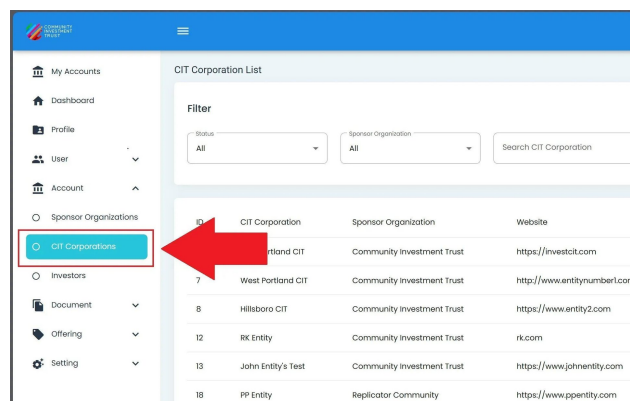 COMMUNITY
INVESTMENT
TRUST
My Accounts
Dashboard
Profile
User
Account
Sponsor Organizations
CIT Corporations
Investors
Document
Offering
Setting
CIT Corporation List
Filter
Status
All
Sponsor Organization
All
Search CIT Corporation
ID CIT Corporation Sponsor Organization Website
rtland CIT Community Investment Trust https://investcit.com
7 West Portland CIT Community Investment Trust http://www.entitynumber1.com
8 Hillsboro CIT Community Investment Trust https://www.entity2.com
12 RK Entity Community Investment Trust rk.com
13 John Entity's Test Community Investment Trust https://www.johnentity.com
18 PP Entity Replicator Community https://www.ppentity.com